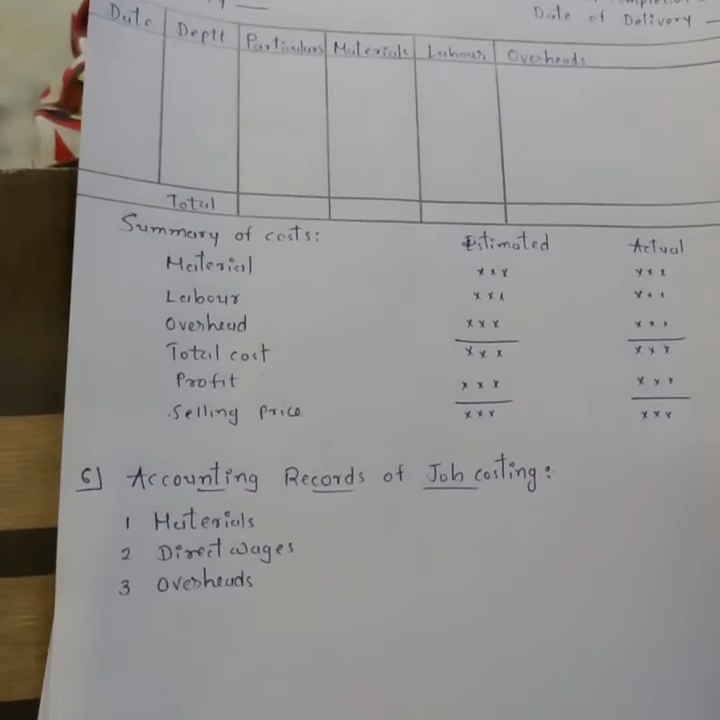 Date of Delivery —
Date Deptt Particulars Materials Labour Overheads
Total
Summary of costs: Estimated Actual
Material xxx xxx
Labour xxx xxx
Overhead xxx xxx
Total cost xxx xxx
Profit xxx xxx
Selling price xxx xxx
6) Accounting Records of Job costing:
1 Materials
2 Direct wages
3 Overheads